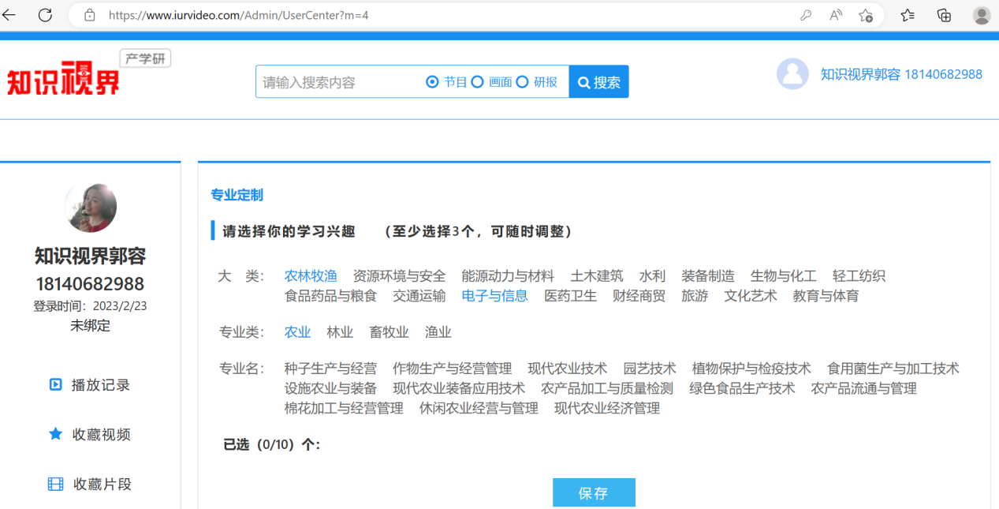 https://www.iurvideo.com/Admin/UserCenter?m=4
知识视界 产学研
请输入搜索内容 节目 画面 研报 搜索
知识视界郭容 18140682988
知识视界郭容
18140682988
登录时间：2023/2/23
未绑定
播放记录
收藏视频
收藏片段
专业定制
请选择你的学习兴趣 （至少选择3个，可随时调整）
大 类： 农林牧渔 资源环境与安全 能源动力与材料 土木建筑 水利 装备制造 生物与化工 轻工纺织
食品药品与粮食 交通运输 电子与信息 医药卫生 财经商贸 旅游 文化艺术 教育与体育
专业类： 农业 林业 畜牧业 渔业
专业名： 种子生产与经营 作物生产与经营管理 现代农业技术 园艺技术 植物保护与检疫技术 食用菌生产与加工技术
设施农业与装备 现代农业装备应用技术 农产品加工与质量检测 绿色食品生产技术 农产品流通与管理
棉花加工与经营管理 休闲农业经营与管理 现代农业经济管理
已选（0/10）个：
保存